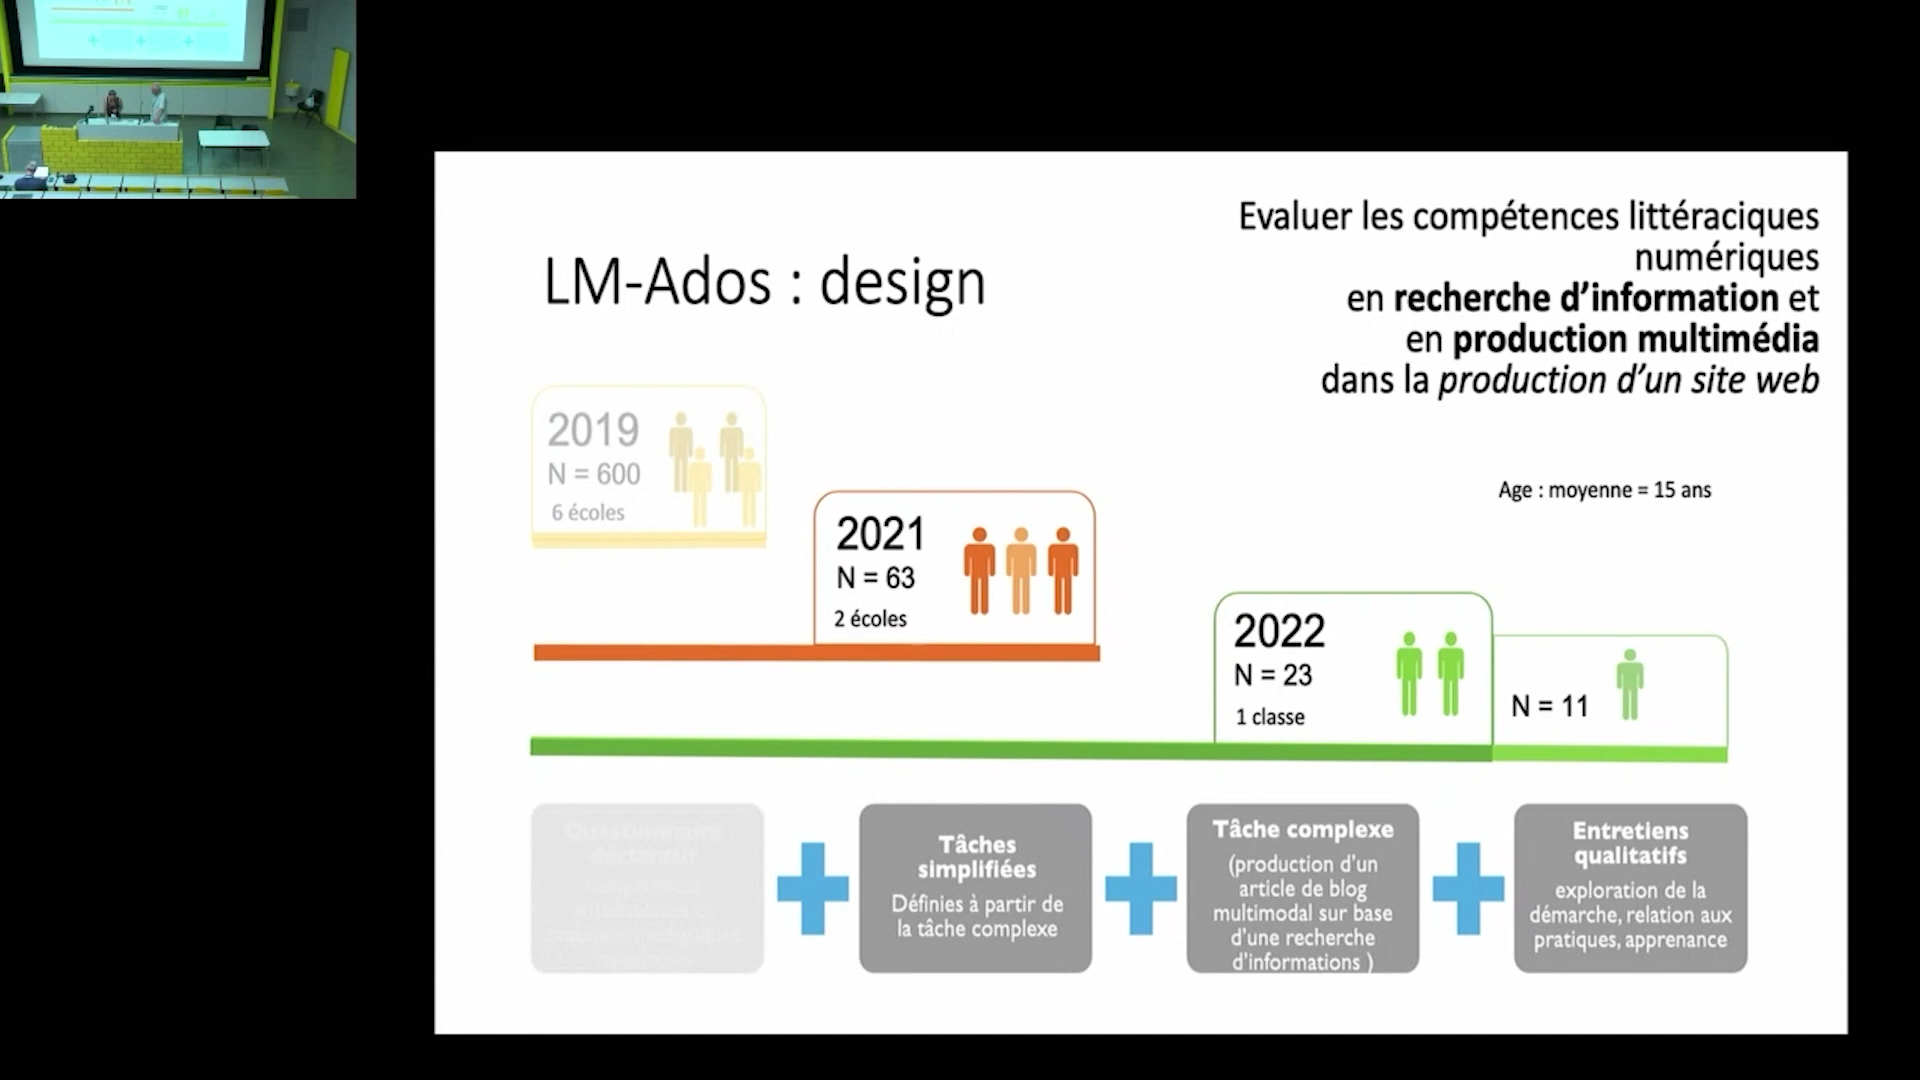 Evaluer les compétences littéraciques
numériques
en recherche d'information et
en production multimédia
dans la production d'un site web
LM-Ados : design
2019
N = 600
6 écoles
Age : moyenne = 15 ans
2021
N = 63
2 écoles
2022
N = 23
1 classe
N = 11
Questionnaire
déclaratif
Tâches
simplifiées
Définies à partir de
la tâche complexe
Tâche complexe
(production d'un
article de blog
multimodal sur base
d'une recherche
d'informations )
Entretiens
qualitatifs
exploration de la
démarche, relation aux
pratiques, apprenance